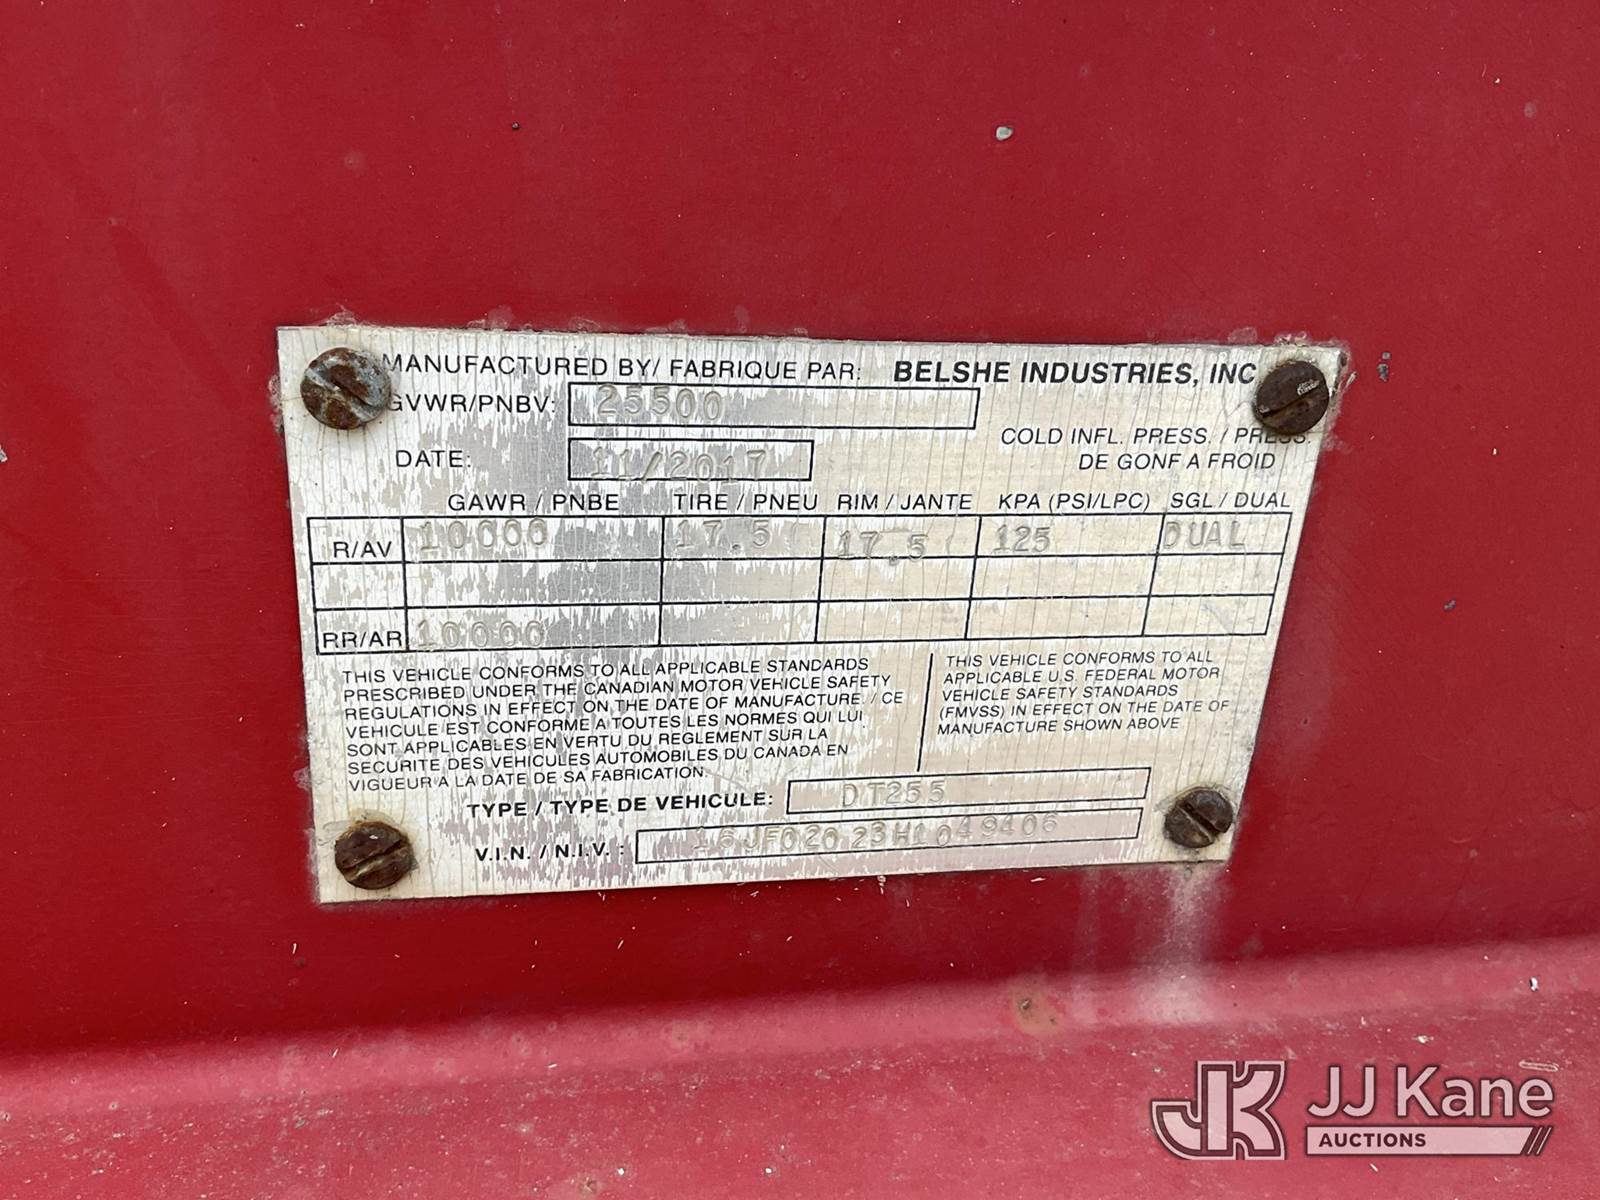 MANUFACTURED BY/ FABRIQUE PAR: BELSHE INDUSTRIES, INC
GVWR/PNBV: 25500
COLD INFL. PRESS. / PRESS.
DE GONF A FROID
DATE: 11/2017
GAWR / PNBE TIRE / PNEU RIM / JANTE KPA (PSI/LPC) SGL / DUAL
R/AV 10000 17.5 17.5 125 DUAL
RR/AR 10000
THIS VEHICLE CONFORMS TO ALL APPLICABLE STANDARDS
PRESCRIBED UNDER THE CANADIAN MOTOR VEHICLE SAFETY
REGULATIONS IN EFFECT ON THE DATE OF MANUFACTURE. / CE
VEHICULE EST CONFORME A TOUTES LES NORMES QUI LUI
SONT APPLICABLES EN VERTU DU REGLEMENT SUR LA
SECURITE DES VEHICULES AUTOMOBILES DU CANADA EN
VIGUEUR A LA DATE DE SA FABRICATION.
THIS VEHICLE CONFORMS TO ALL
APPLICABLE U.S. FEDERAL MOTOR
VEHICLE SAFETY STANDARDS
(FMVSS) IN EFFECT ON THE DATE OF
MANUFACTURE SHOWN ABOVE
TYPE / TYPE DE VEHICULE: DT255
V.I.N. / N.I.V. : 16JF02023H1049406
JK JJ Kane
AUCTIONS